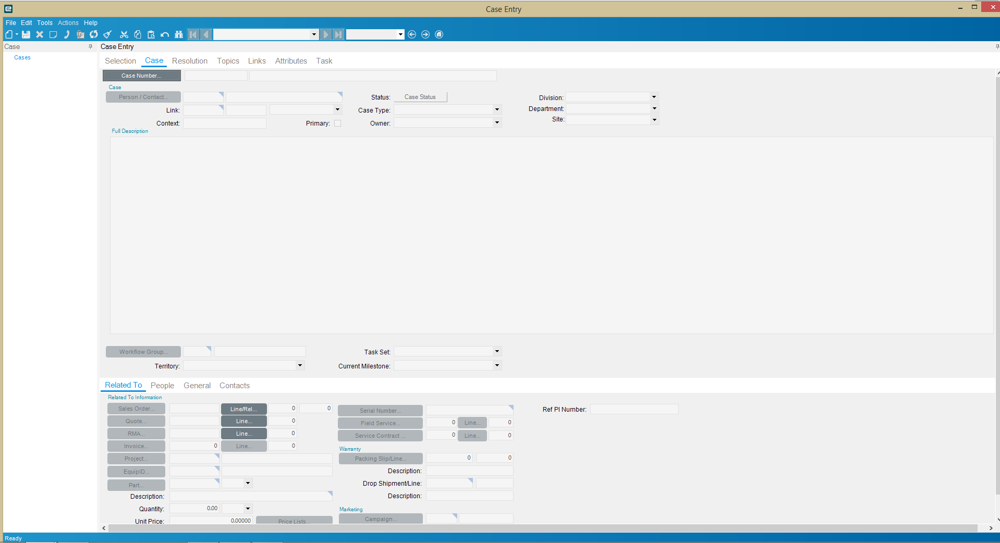 Case Entry
File Edit Tools Actions Help
Case
Case Entry
Cases
Selection Case Resolution Topics Links Attributes Task
Case Number...
Case
Person / Contact... Status: Case Status Division:
Link: Case Type: Department:
Context: Primary: Owner: Site:
Full Description
Workflow Group... Task Set:
Territory: Current Milestone:
Related To People General Contacts
Related To Information
Sales Order... Line/Rel... 0 0 Serial Number... Ref PI Number:
Quote... Line... 0 Field Service... 0 Line... 0
RMA... Line... 0 Service Contract ... 0 Line... 0
Invoice... 0 Line... 0 Warranty
Project... Packing Slip/Line... 0 0
EquipID... Description:
Part... Drop Shipment/Line:
Description: Description:
Quantity: 0.00 Marketing
Unit Price: 0.00000 Price Lists... Campaign...
Ready